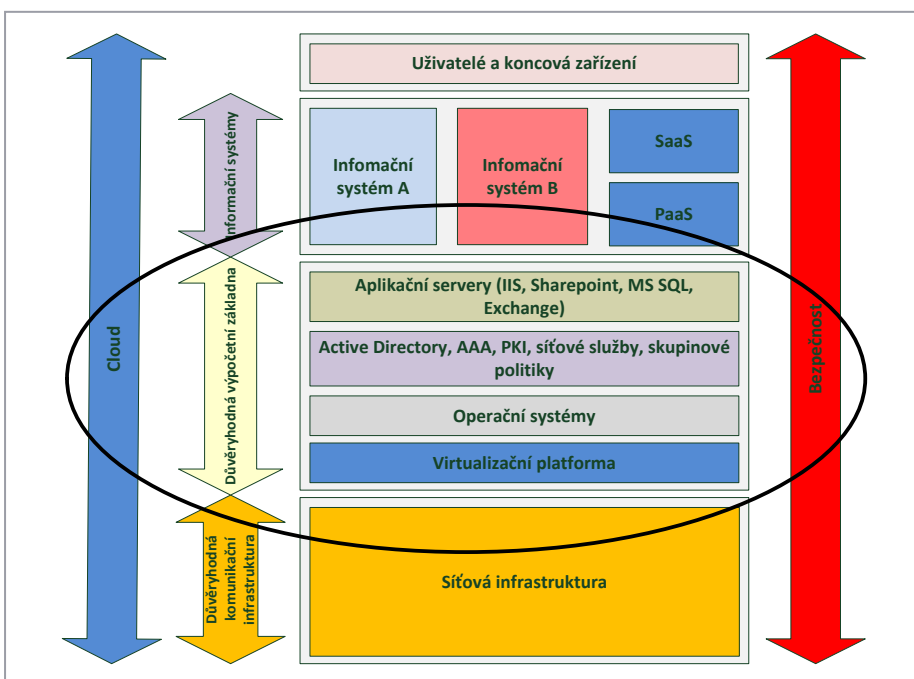 Uživatelé a koncová zařízení
Informační systémy
Infomační
systém A
Infomační
systém B
SaaS
PaaS
Cloud
Důvěryhodná výpočetní základna
Aplikační servery (IIS, Sharepoint, MS SQL,
Exchange)
Active Directory, AAA, PKI, síťové služby, skupinové
politiky
Operační systémy
Virtualizační platforma
Bezpečnost
Důvěryhodná
komunikační
infrastruktura
Síťová infrastruktura